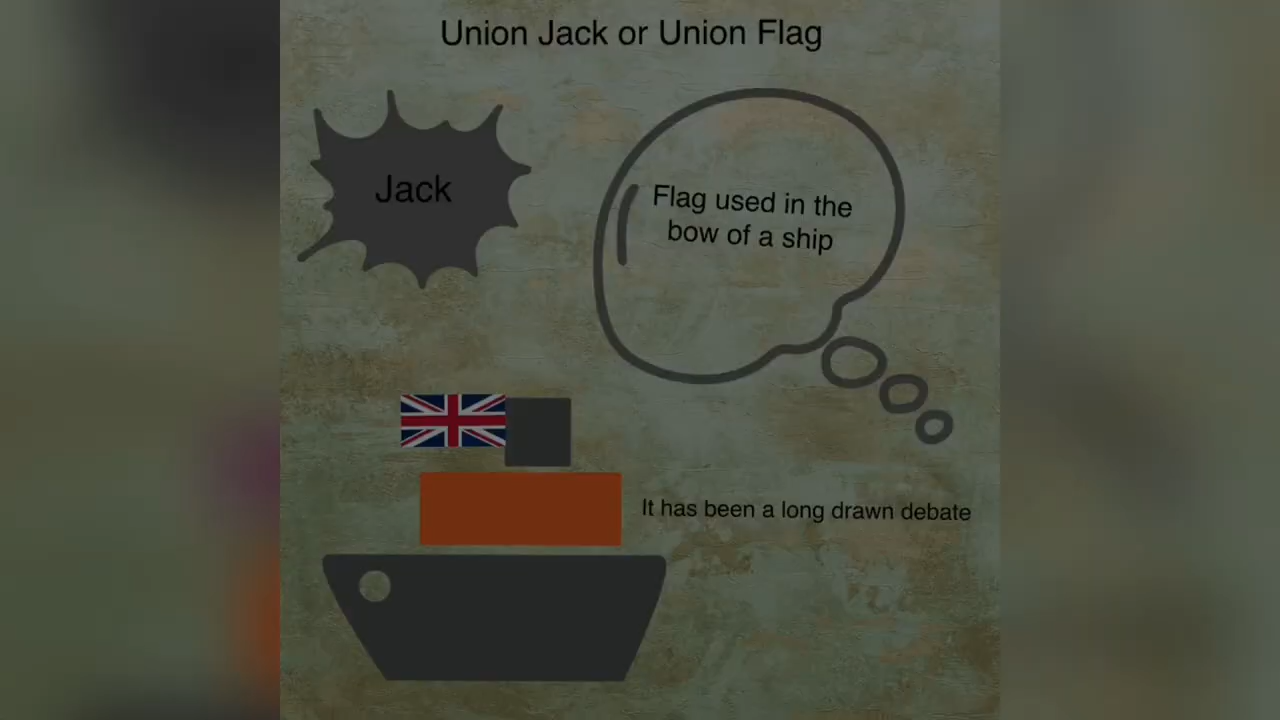 Union Jack or Union Flag
Jack
Flag used in the
bow of a ship
It has been a long drawn debate